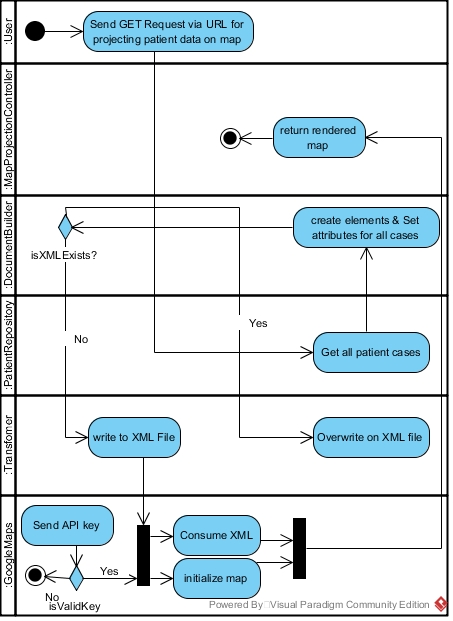 :User
Send GET Request via URL for
projecting patient data on map
:MapProjectionController
return rendered
map
:DocumentBuilder
create elements & Set
attributes for all cases
isXMLExists?
:PatientRepository
No
Yes
Get all patient cases
:Transfomer
write to XML File
Overwrite on XML file
:GoogleMaps
Send API key
Consume XML
Yes
initialize map
No
isValidKey
Powered By Visual Paradigm Community Edition